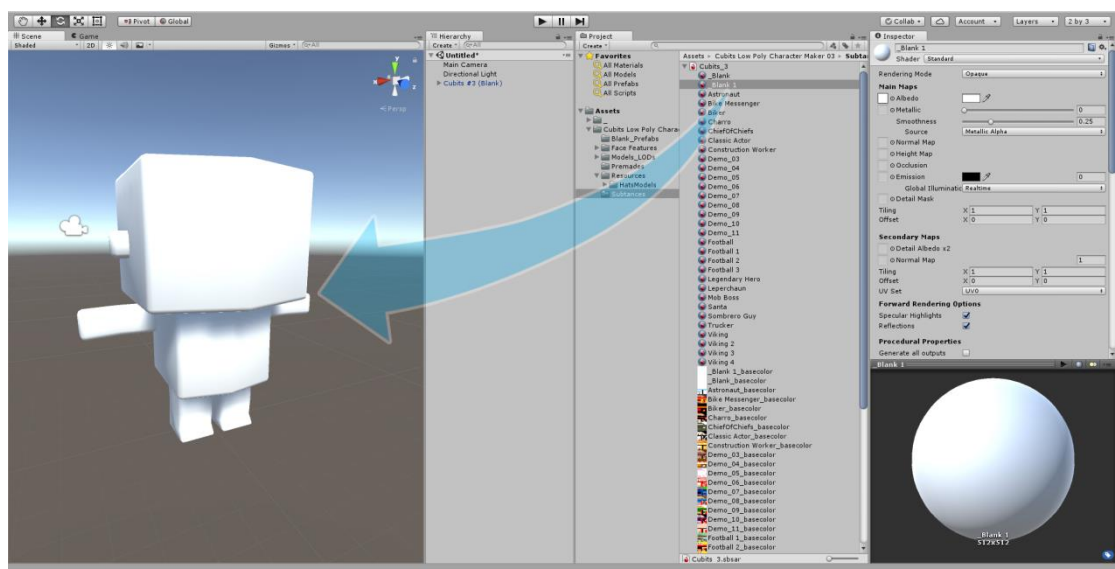 Pivot Global
Collab Account Layers 2 by 3
Scene Game
Shaded 2D Gizmos All
Persp
Hierarchy
Create All
Untitled*
Main Camera
Directional Light
Cubits #3 (Blank)
Project
Create
Favorites
All Materials
All Models
All Prefabs
All Scripts
Assets
_
Cubits Low Poly Chara
Blank_Prefabs
Face Features
Models_LODs
Premades
Resources
HatsModels
Assets Cubits Low Poly Character Maker 03 Subta
Cubits_3
_Blank
_Blank 1
Astronaut
Bike Messenger
Biker
Charro
ChiefOfChiefs
Classic Actor
Construction Worker
Demo_03
Demo_04
Demo_05
Demo_06
Demo_07
Demo_08
Demo_09
Demo_10
Demo_11
Football
Football 1
Football 2
Football 3
Legendary Hero
Leperchaun
Mob Boss
Santa
Sombrero Guy
Trucker
Viking
Viking 2
Viking 3
Viking 4
_Blank 1_basecolor
_Blank_basecolor
Astronaut_basecolor
Bike Messenger_basecolor
Biker_basecolor
Charro_basecolor
ChiefOfChiefs_basecolor
Classic Actor_basecolor
Construction Worker_basecolor
Demo_03_basecolor
Demo_04_basecolor
Demo_05_basecolor
Demo_06_basecolor
Demo_07_basecolor
Demo_08_basecolor
Demo_09_basecolor
Demo_10_basecolor
Demo_11_basecolor
Football 1_basecolor
Football 2_basecolor
Cubits 3.sbsar
Inspector
_Blank 1
Shader Standard
Rendering Mode Opaque
Main Maps
Albedo
Metallic 0
Smoothness 0.25
Source Metallic Alpha
Normal Map
Height Map
Occlusion
Emission 0
Global Illuminatic Realtime
Detail Mask
Tiling X 1 Y 1
Offset X 0 Y 0
Secondary Maps
Detail Albedo x2
Normal Map 1
Tiling X 1 Y 1
Offset X 0 Y 0
UV Set UV0
Forward Rendering Options
Specular Highlights
Reflections
Procedural Properties
Generate all outputs
_Blank 1
_Blank 1
512x512